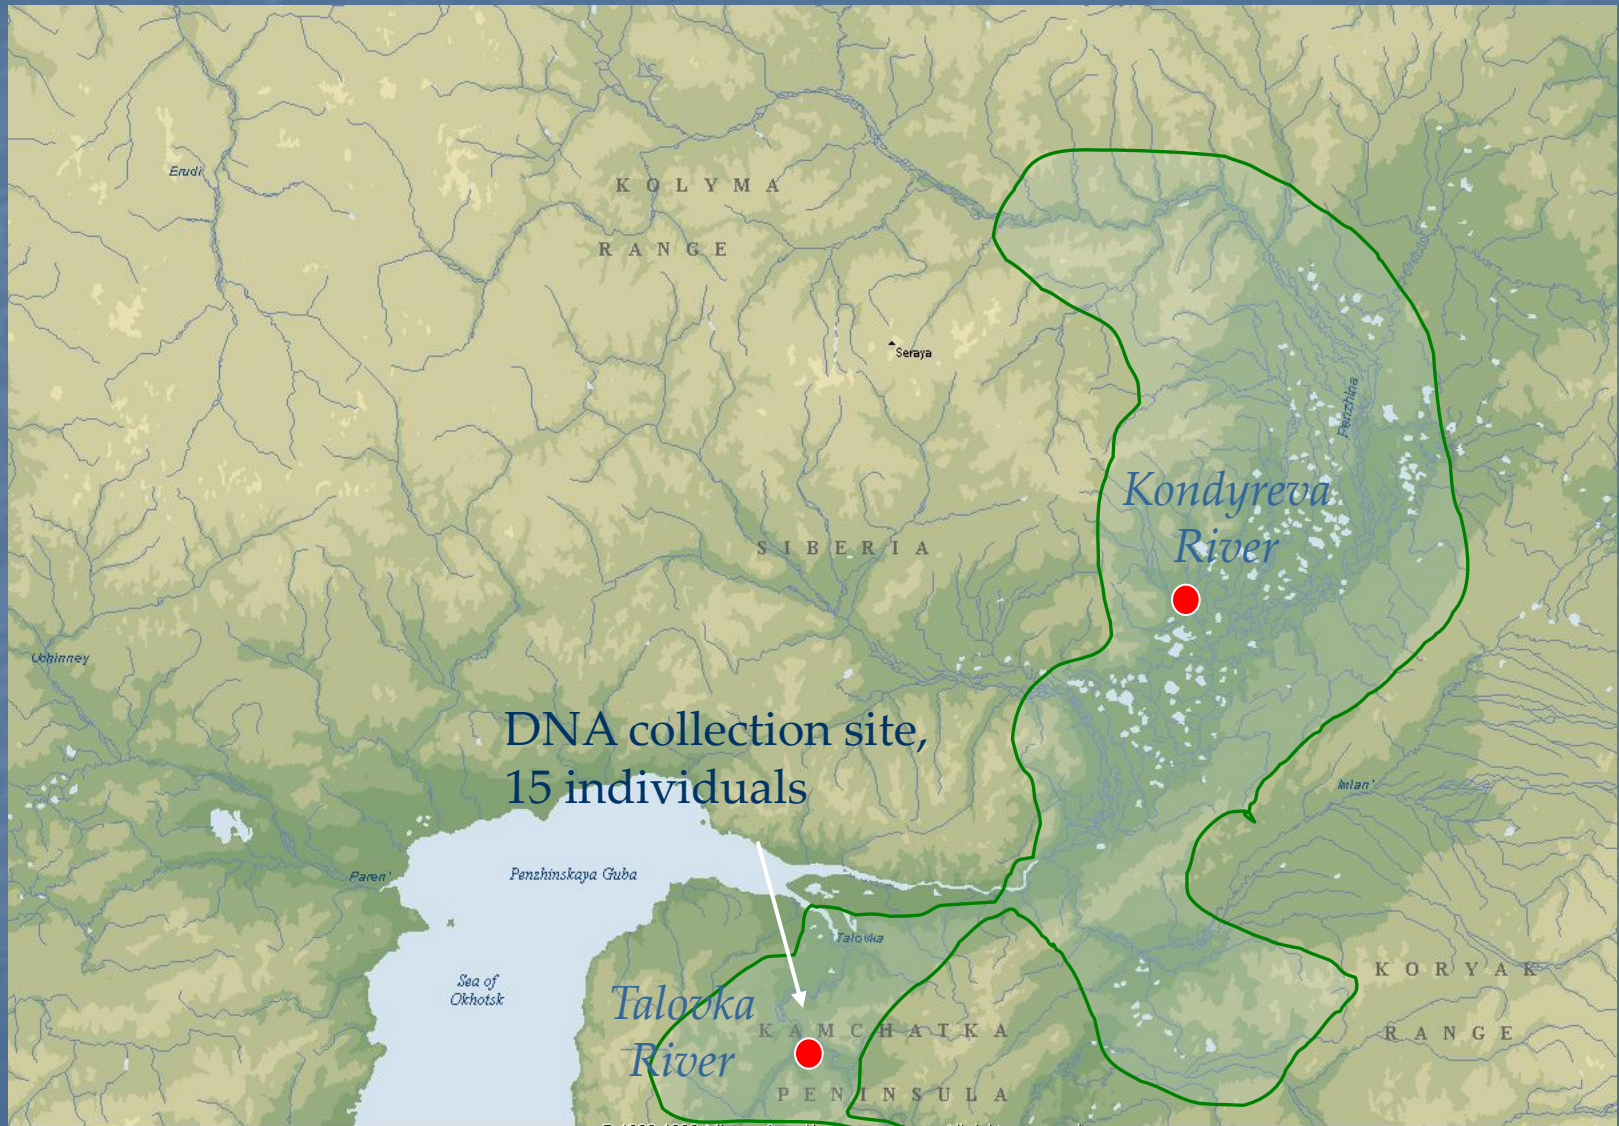 Erudi
KOLYMA
RANGE
Seraya
Penzhina
Kondyreva
River
SIBERIA
Uchinney
DNA collection site,
15 individuals
Imlan'
Paren'
Penzhinskaya Guba
Talovka
Sea of
Okhotsk
Talovka
River
KAMCHATKA
PENINSULA
KORYAK
RANGE